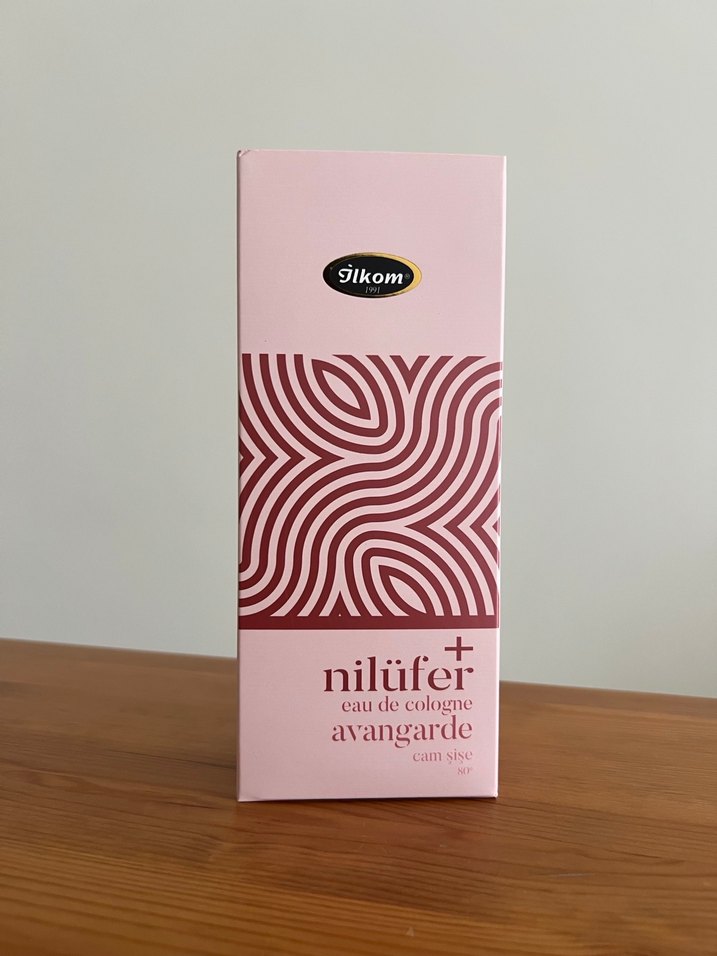 İlkom®
1991
+
nilüfer
eau de cologne
avangarde
cam şişe
80°